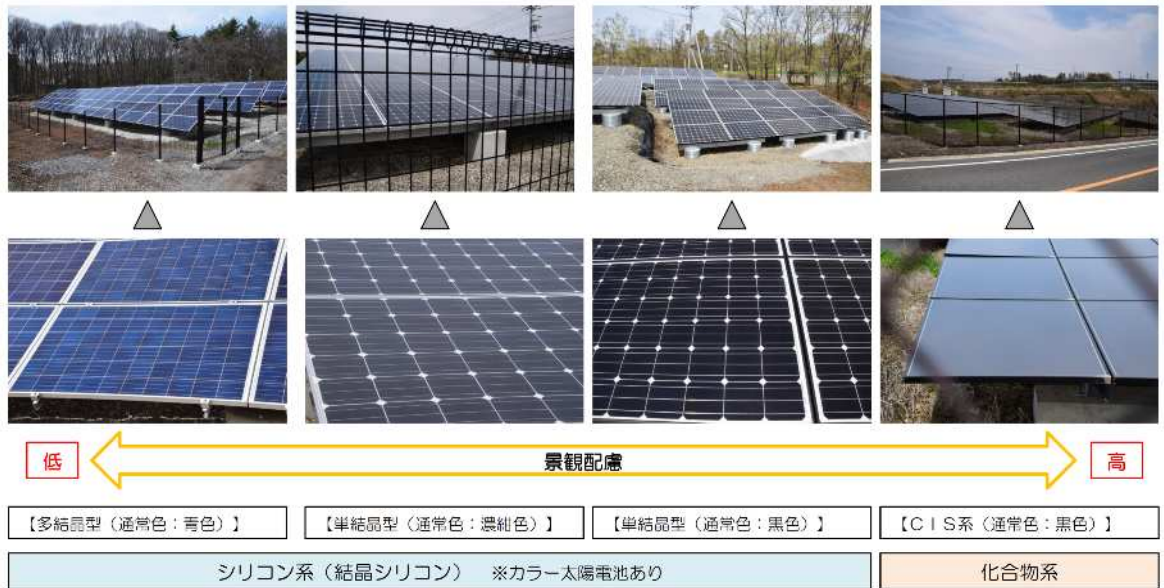 低
景観配慮
高
【多結晶型（通常色：青色）】
【単結晶型（通常色：濃紺色）】
【単結晶型（通常色：黒色）】
【ＣＩＳ系（通常色：黒色）】
シリコン系（結晶シリコン）　※カラー太陽電池あり
化合物系